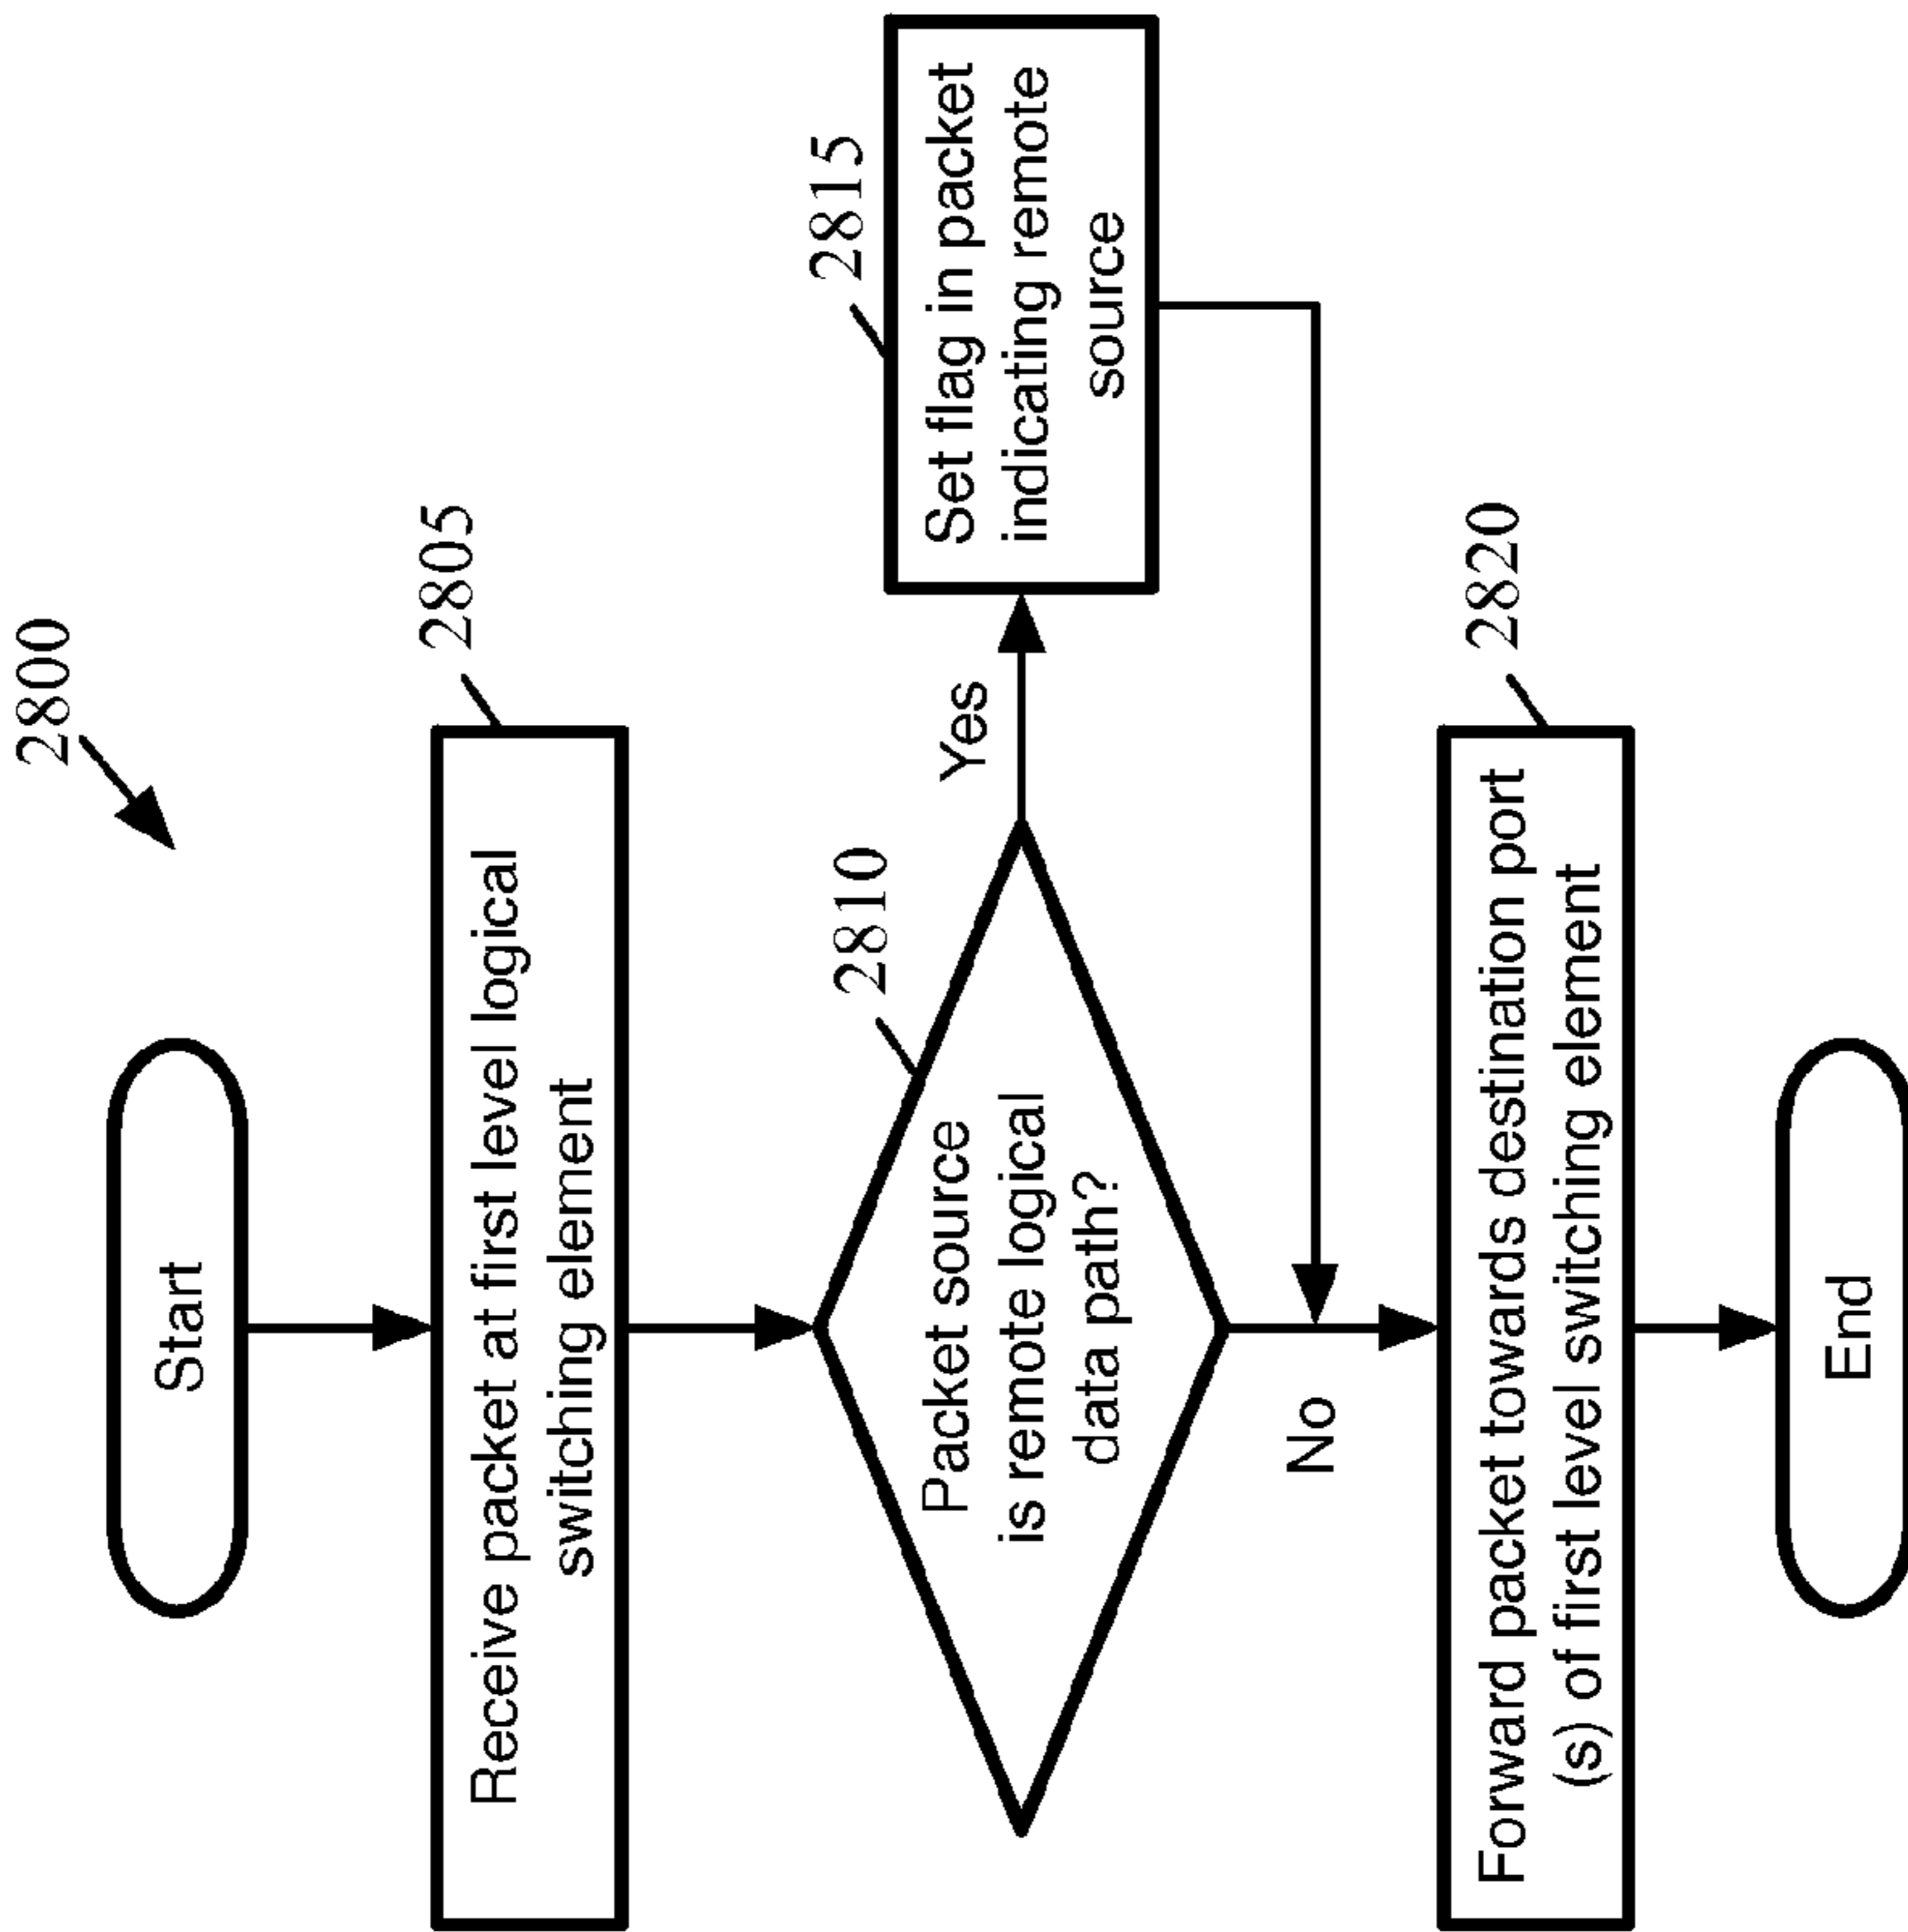 2800
Start
2805
Receive packet at first level logical
switching element
2810
Packet source
is remote logical
data path?
Yes
2815
Set flag in packet
indicating remote
source
No
2820
Forward packet towards destination port
(s) of first level switching element
End